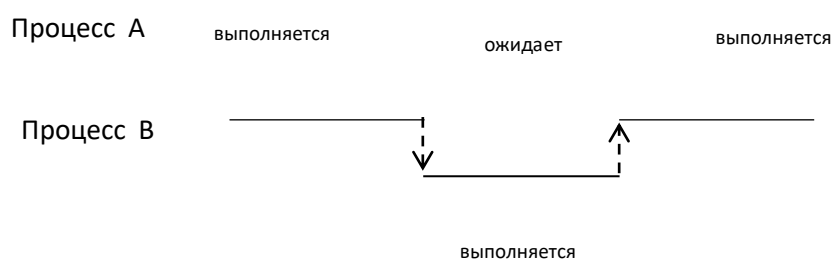 Процесс А выполняется ожидает выполняется
Процесс В
выполняется